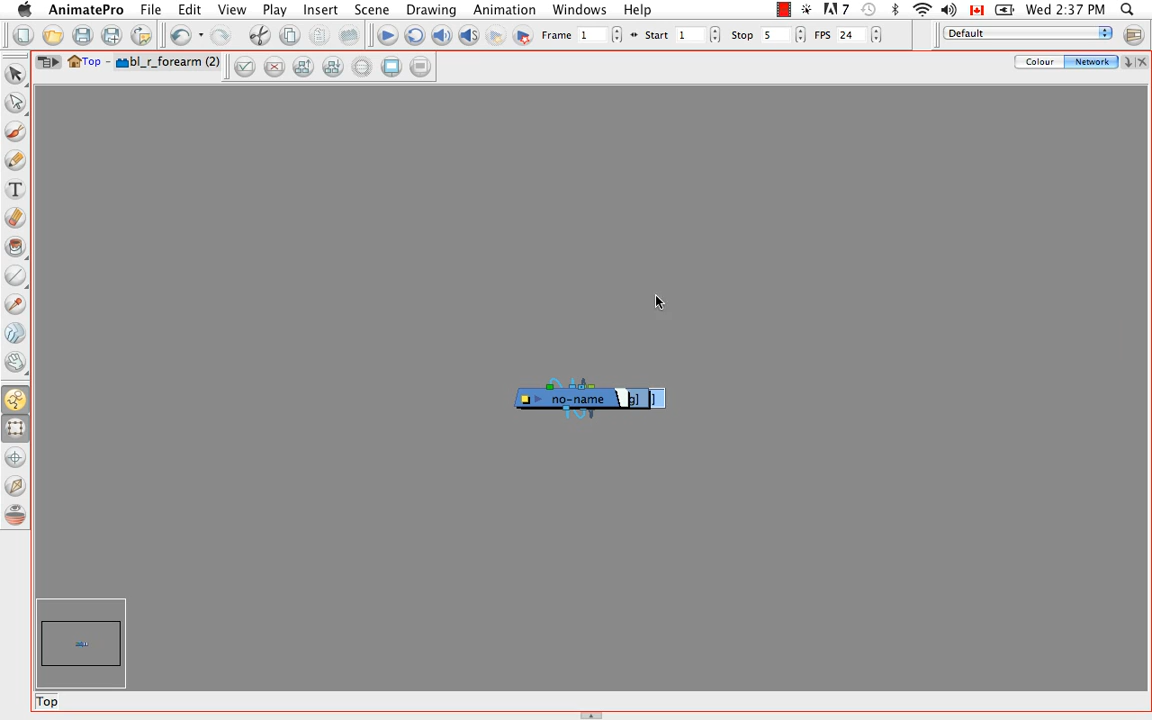 AnimatePro File Edit View Play Insert Scene Drawing Animation Windows Help 7 Wed 2:37 PM
Frame 1 Start 1 Stop 5 FPS 24 Default
Top - bl_r_forearm (2) Colour Network
T
no-name g] ]
Top